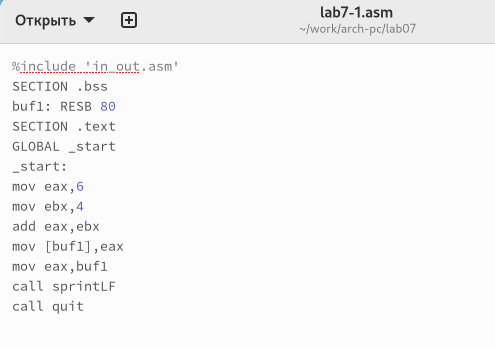 Открыть
lab7-1.asm
~/work/arch-pc/lab07
%include 'in_out.asm'
SECTION .bss
buf1: RESB 80
SECTION .text
GLOBAL _start
_start:
mov eax,6
mov ebx,4
add eax,ebx
mov [buf1],eax
mov eax,buf1
call sprintLF
call quit